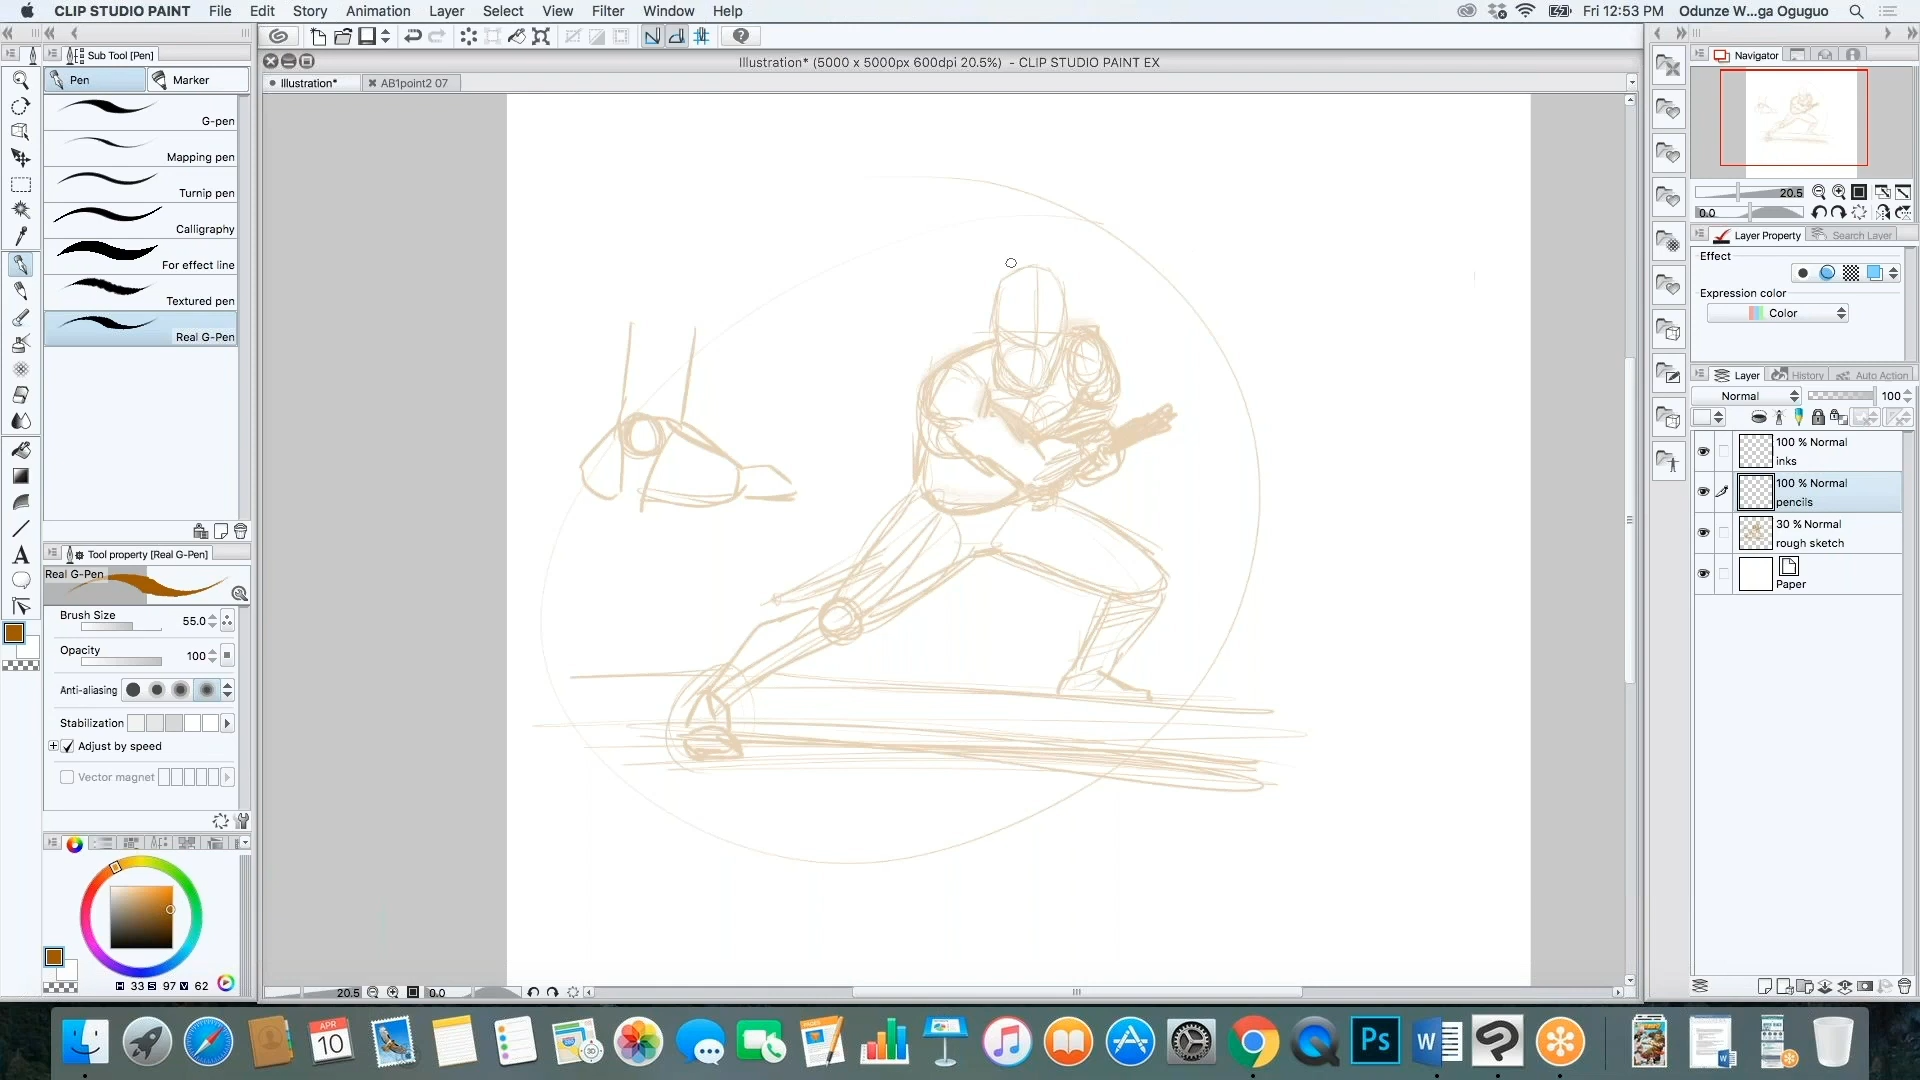 CLIP STUDIO PAINT File Edit Story Animation Layer Select View Filter Window Help
Fri 12:53 PM Odunze W...ga Oguguo
Sub Tool [Pen]
Pen Marker
G-pen
Mapping pen
Turnip pen
Calligraphy
For effect line
Textured pen
Real G-Pen
Tool property [Real G-Pen]
Real G-Pen
Brush Size 55.0
Opacity 100
Anti-aliasing
Stabilization
Adjust by speed
Vector magnet
H 33 S 97 V 62
Illustration* (5000 x 5000px 600dpi 20.5%) - CLIP STUDIO PAINT EX
Illustration* AB1point2 07
20.5 0.0
Navigator
20.5
0.0
Layer Property Search Layer
Effect
Expression color
Color
Layer History Auto Action
Normal 100
100 % Normal
inks
100 % Normal
pencils
30 % Normal
rough sketch
Paper
APR
10
PAGES
3D
Ps
W